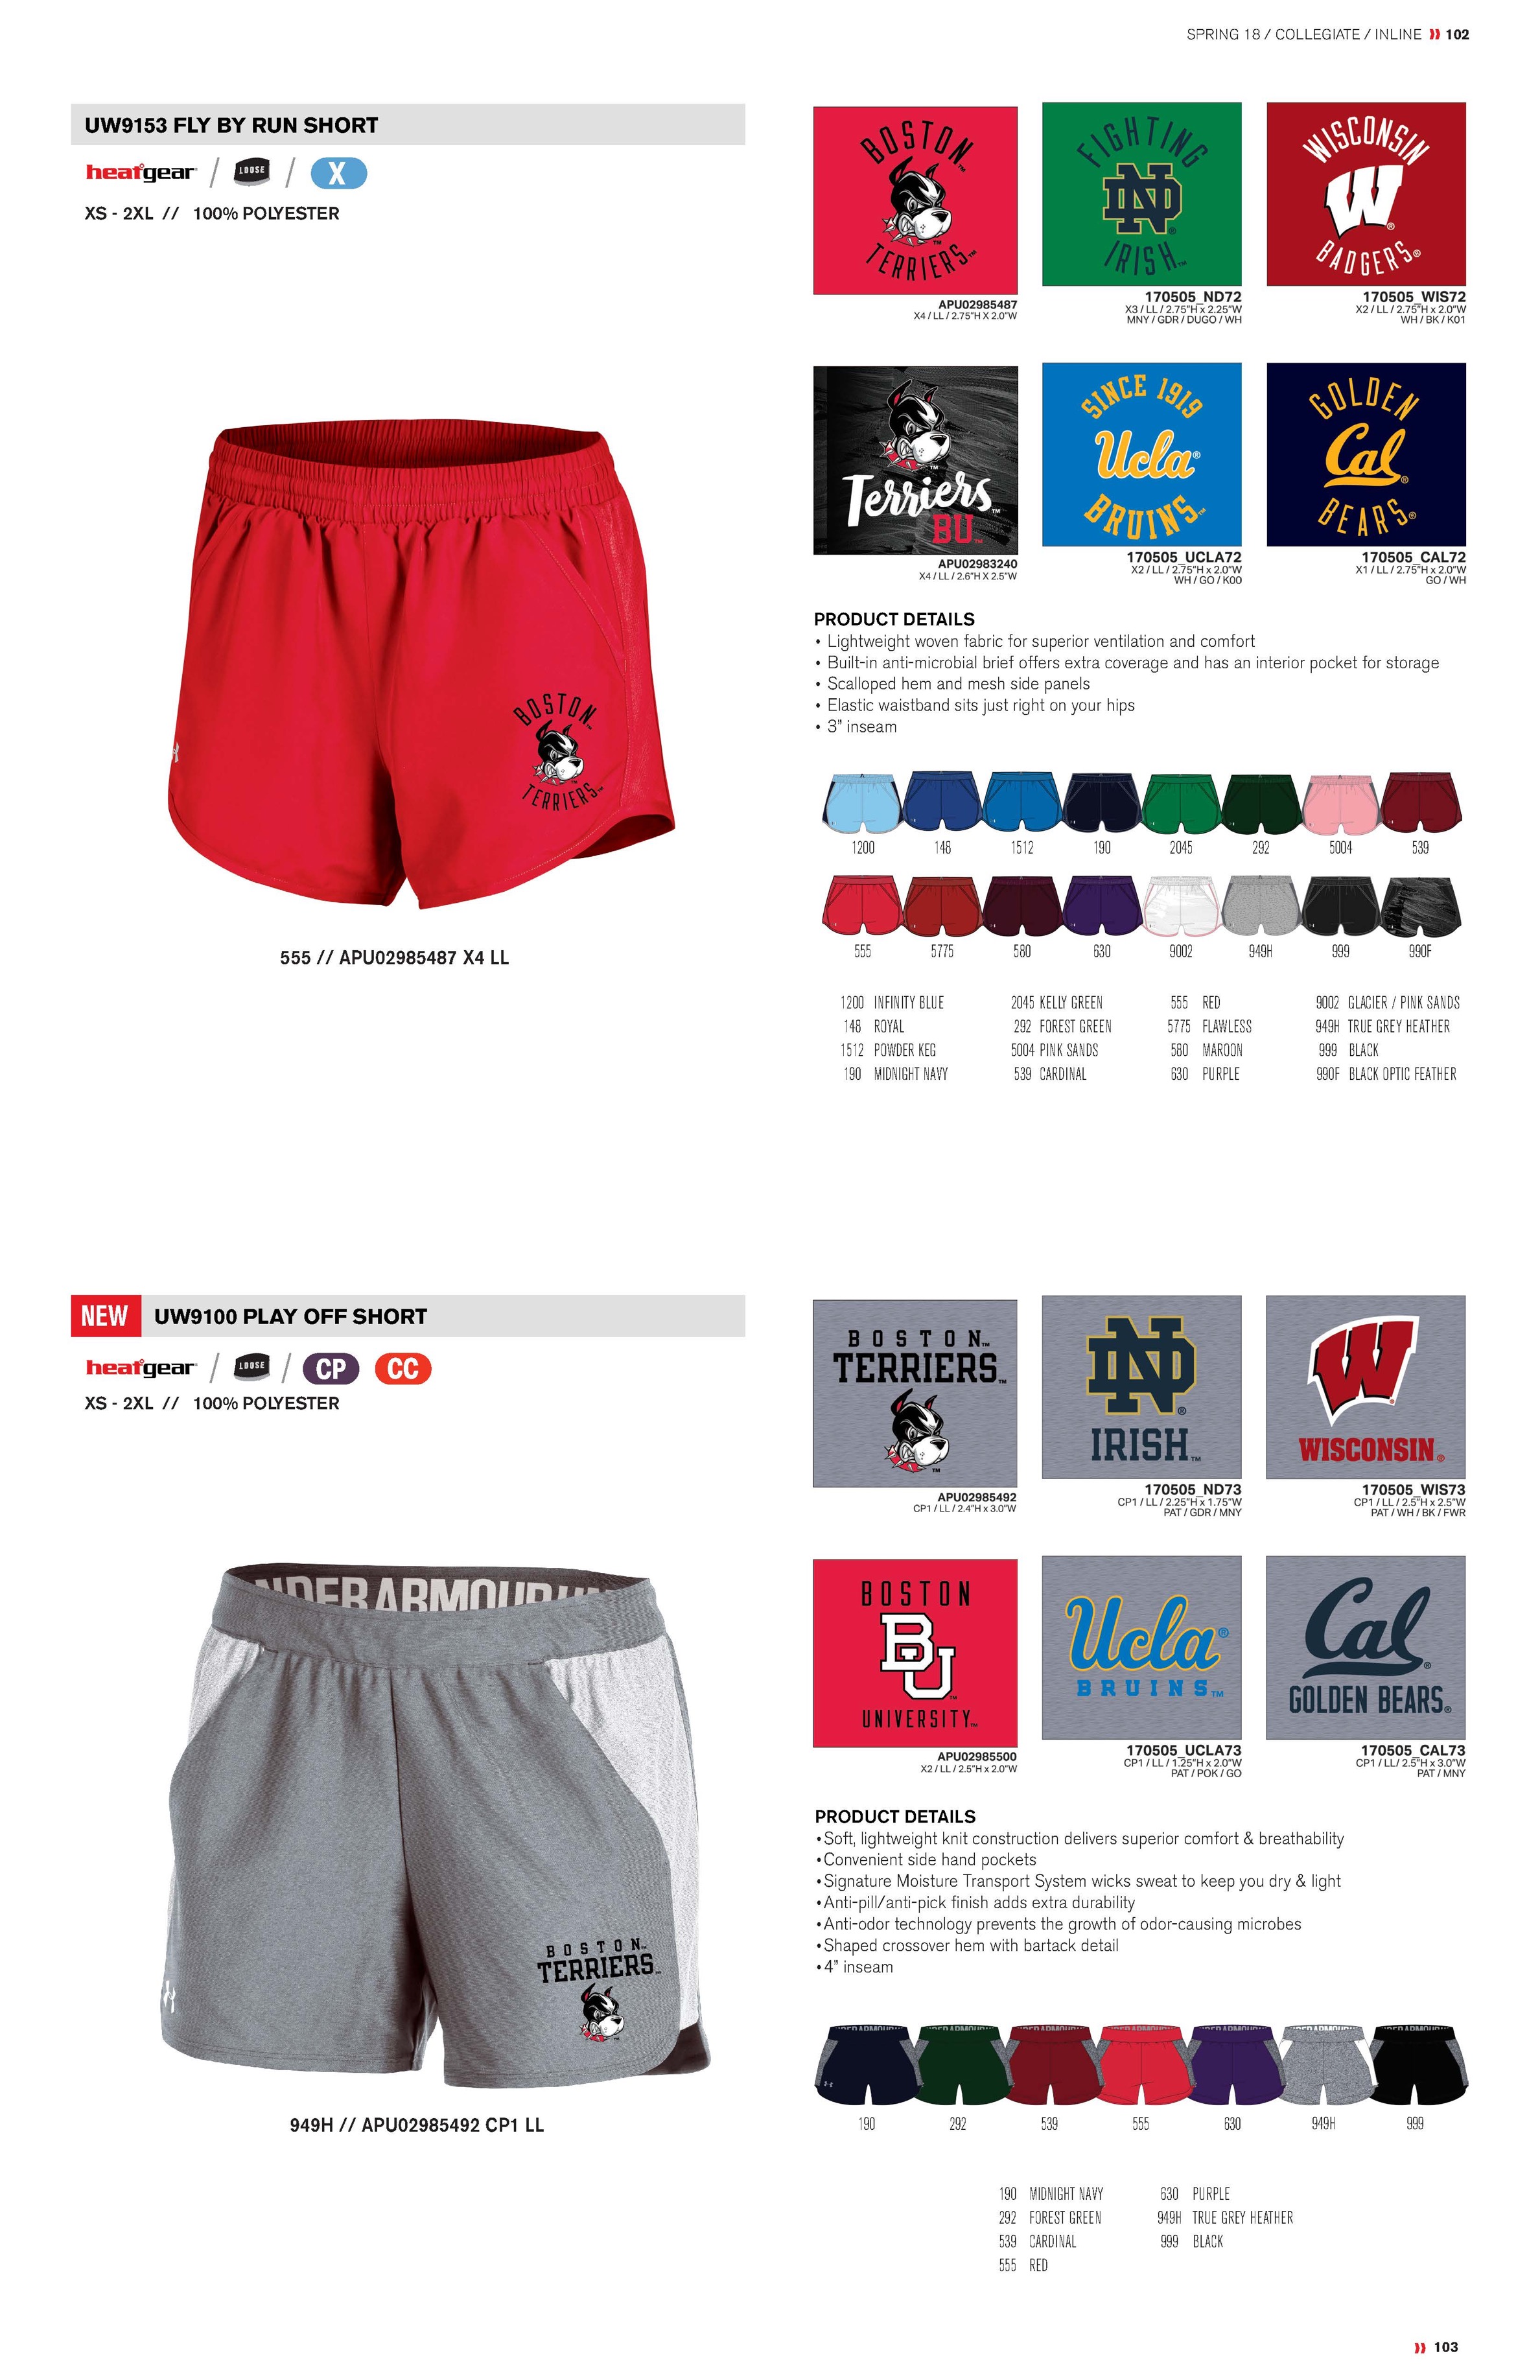 SPRING 18 / COLLEGIATE / INLINE 102
UW9153 FLY BY RUN SHORT
heatgear / LOOSE / X
XS - 2XL // 100% POLYESTER
BOSTON™
TERRIERS™
555 // APU02985487 X4 LL
BOSTON™
TERRIERS™
APU02985487
X4 / LL / 2.75"H X 2.0"W
FIGHTING
ND®
IRISH™
170505_ND72
X3 / LL / 2.75"H x 2.25"W
MNY / GDR / DUGO / WH
WISCONSIN
W®
BADGERS®
170505_WIS72
X2 / LL / 2.75"H x 2.0"W
WH / BK / K01
Terriers™
BU™
APU02983240
X4 / LL / 2.6"H X 2.5"W
SINCE 1919
Ucla®
BRUINS™
170505_UCLA72
X2 / LL / 2.75"H x 2.0"W
WH / GO / K00
GOLDEN
Cal®
BEARS®
170505_CAL72
X1 / LL / 2.75"H x 2.0"W
GO / WH
PRODUCT DETAILS
• Lightweight woven fabric for superior ventilation and comfort
• Built-in anti-microbial brief offers extra coverage and has an interior pocket for storage
• Scalloped hem and mesh side panels
• Elastic waistband sits just right on your hips
• 3" inseam
1200 148 1512 190 2045 292 5004 539
555 5775 580 630 9002 949H 999 990F
1200 INFINITY BLUE 2045 KELLY GREEN 555 RED 9002 GLACIER / PINK SANDS
148 ROYAL 292 FOREST GREEN 5775 FLAWLESS 949H TRUE GREY HEATHER
1512 POWDER KEG 5004 PINK SANDS 580 MAROON 999 BLACK
190 MIDNIGHT NAVY 539 CARDINAL 630 PURPLE 990F BLACK OPTIC FEATHER
NEW UW9100 PLAY OFF SHORT
heatgear / LOOSE / CP CC
XS - 2XL // 100% POLYESTER
UNDER ARMOUR
BOSTON™
TERRIERS™
949H // APU02985492 CP1 LL
BOSTON™
TERRIERS™
APU02985492
CP1 / LL / 2.4"H x 3.0"W
ND®
IRISH™
170505_ND73
CP1 / LL / 2.25"H x 1.75"W
PAT / GDR / MNY
W
WISCONSIN®
170505_WIS73
CP1 / LL / 2.5"H x 2.5"W
PAT / WH / BK / FWR
BOSTON
BU™
UNIVERSITY™
APU02985500
X2 / LL / 2.5"H x 2.0"W
Ucla®
BRUINS™
170505_UCLA73
CP1 / LL / 1.25"H x 2.0"W
PAT / POK / GO
Cal®
GOLDEN BEARS®
170505_CAL73
CP1 / LL/ 2.5"H x 3.0"W
PAT / MNY
PRODUCT DETAILS
•Soft, lightweight knit construction delivers superior comfort & breathability
•Convenient side hand pockets
•Signature Moisture Transport System wicks sweat to keep you dry & light
•Anti-pill/anti-pick finish adds extra durability
•Anti-odor technology prevents the growth of odor-causing microbes
•Shaped crossover hem with bartack detail
•4" inseam
190 292 539 555 630 949H 999
190 MIDNIGHT NAVY 630 PURPLE
292 FOREST GREEN 949H TRUE GREY HEATHER
539 CARDINAL 999 BLACK
555 RED
103